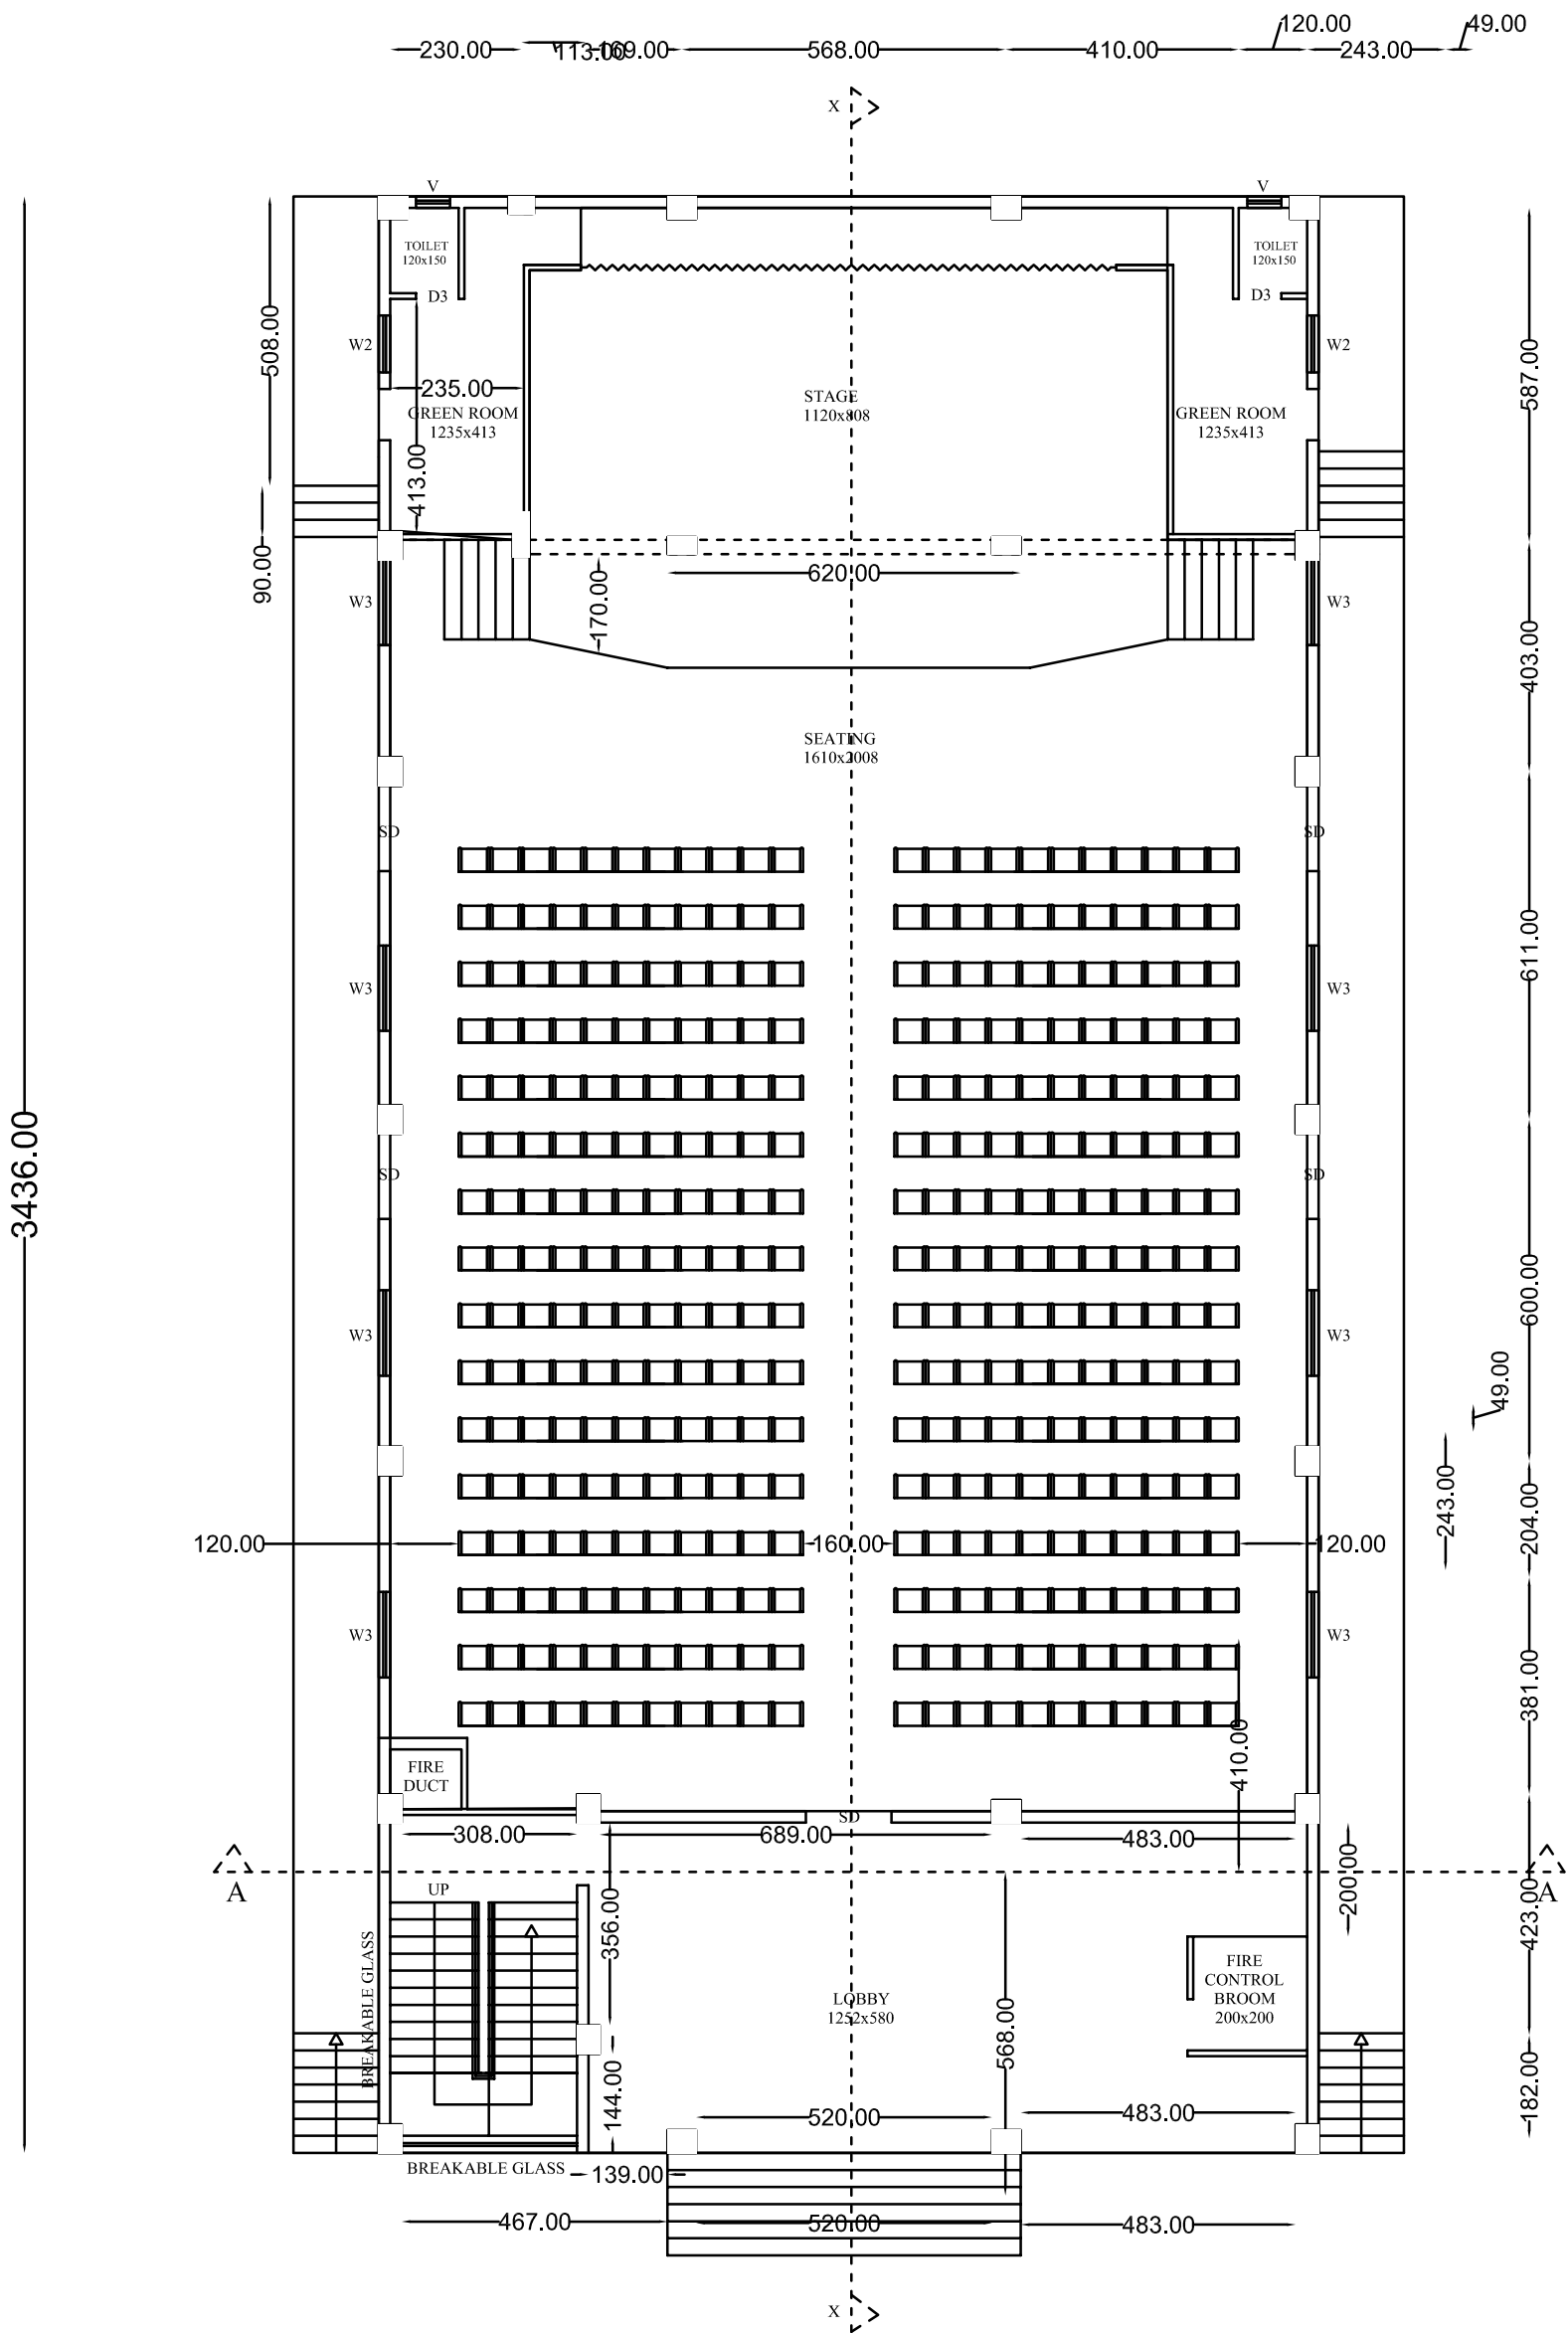 120.00
49.00
230.00
113.00
169.00
568.00
410.00
243.00
X
V
V
TOILET
120x150
TOILET
120x150
D3
D3
508.00
W2
W2
587.00
235.00
STAGE
1120x808
GREEN ROOM
1235x413
GREEN ROOM
1235x413
413.00
90.00
170.00
620.00
W3
W3
403.00
SEATING
1610x2008
SD
SD
611.00
W3
W3
3436.00
SD
SD
600.00
W3
W3
49.00
243.00
204.00
120.00
160.00
120.00
W3
W3
381.00
410.00
FIRE
DUCT
SD
308.00
689.00
483.00
200.00
A
A
423.00
UP
356.00
BREAKABLE GLASS
FIRE
CONTROL
BROOM
200x200
LOBBY
1252x580
568.00
144.00
182.00
520.00
483.00
BREAKABLE GLASS
139.00
467.00
520.00
483.00
X